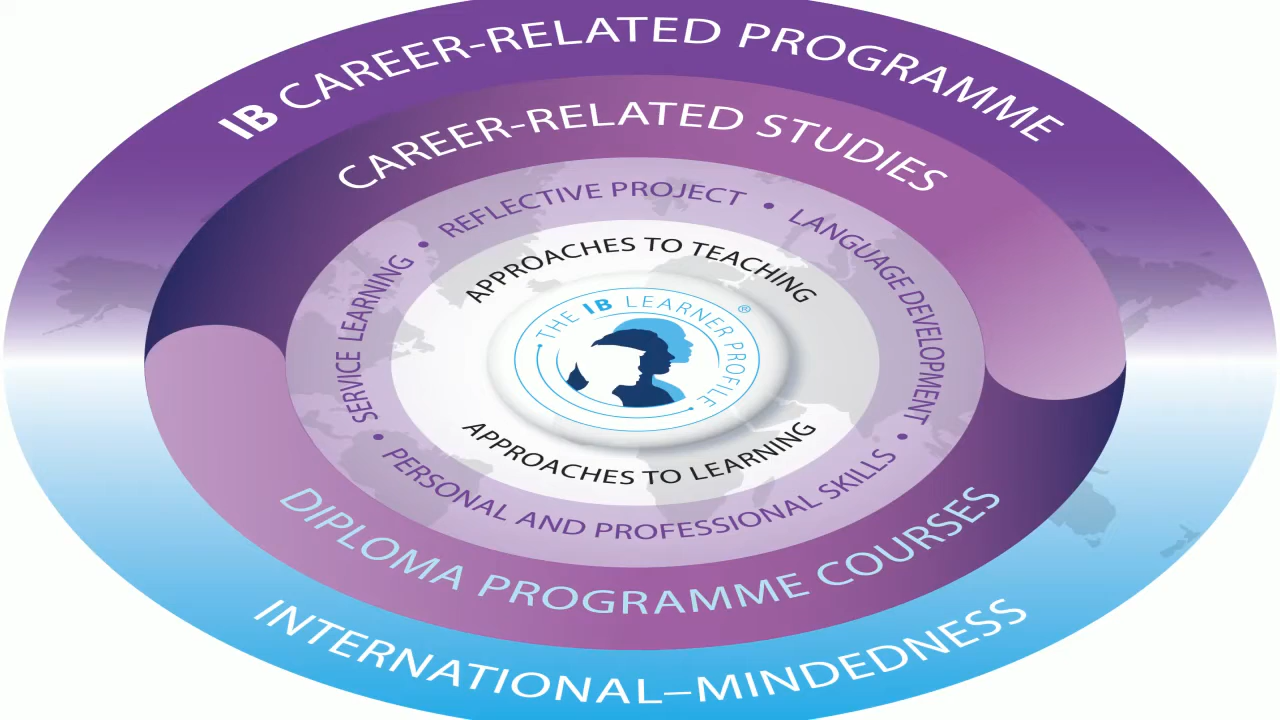 IB CAREER-RELATED PROGRAMME
CAREER-RELATED STUDIES
REFLECTIVE PROJECT • LANGUAGE DEVELOPMENT •
SERVICE LEARNING •
APPROACHES TO TEACHING
THE IB LEARNER PROFILE ®
APPROACHES TO LEARNING
• PERSONAL AND PROFESSIONAL SKILLS
DIPLOMA PROGRAMME COURSES
INTERNATIONAL–MINDEDNESS